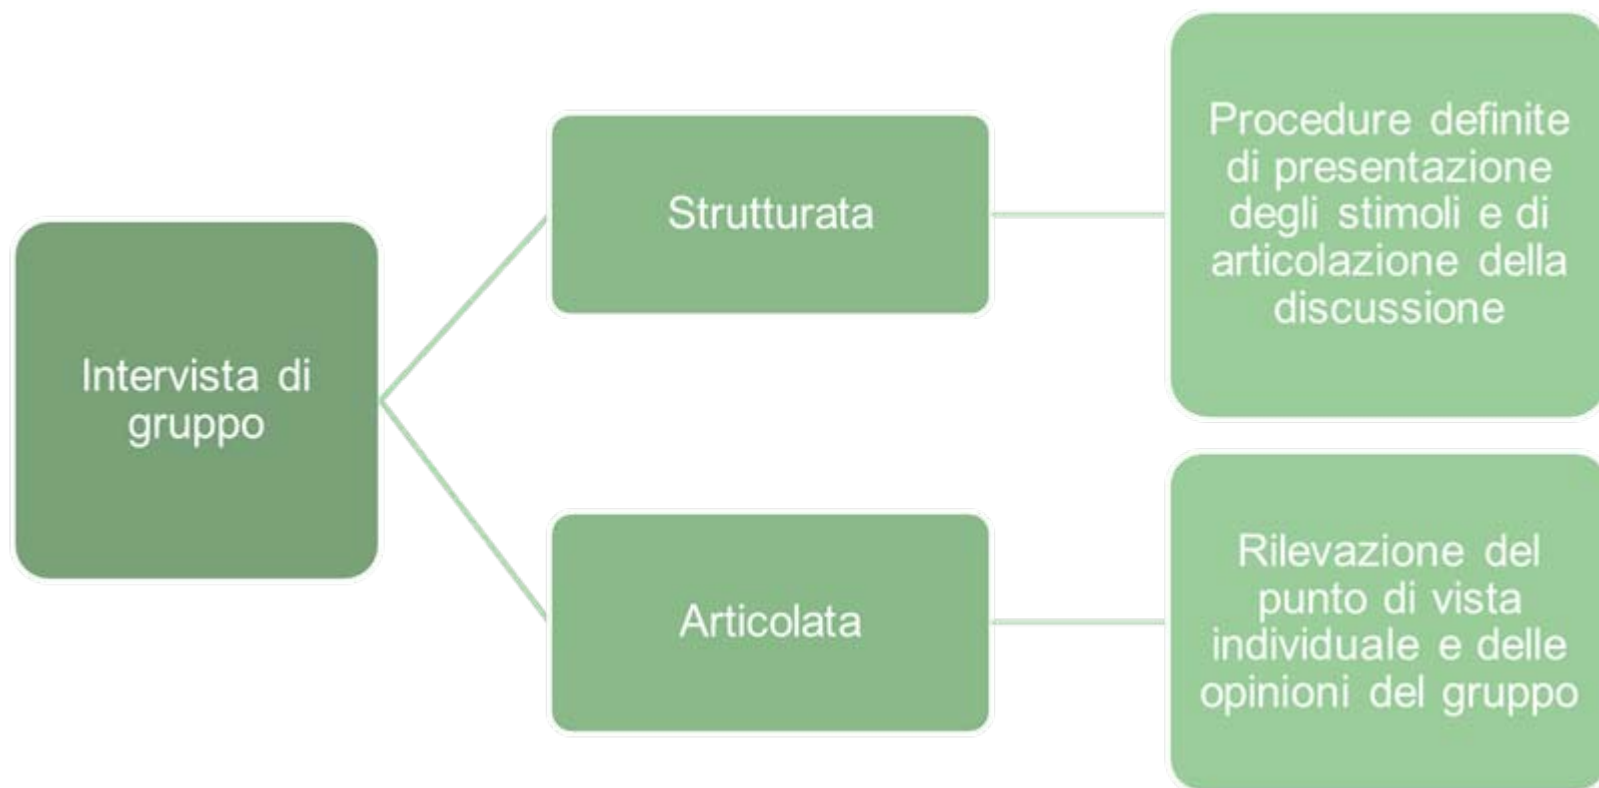 Intervista di
gruppo
Strutturata
Procedure definite
di presentazione
degli stimoli e di
articolazione della
discussione
Articolata
Rilevazione del
punto di vista
individuale e delle
opinioni del gruppo